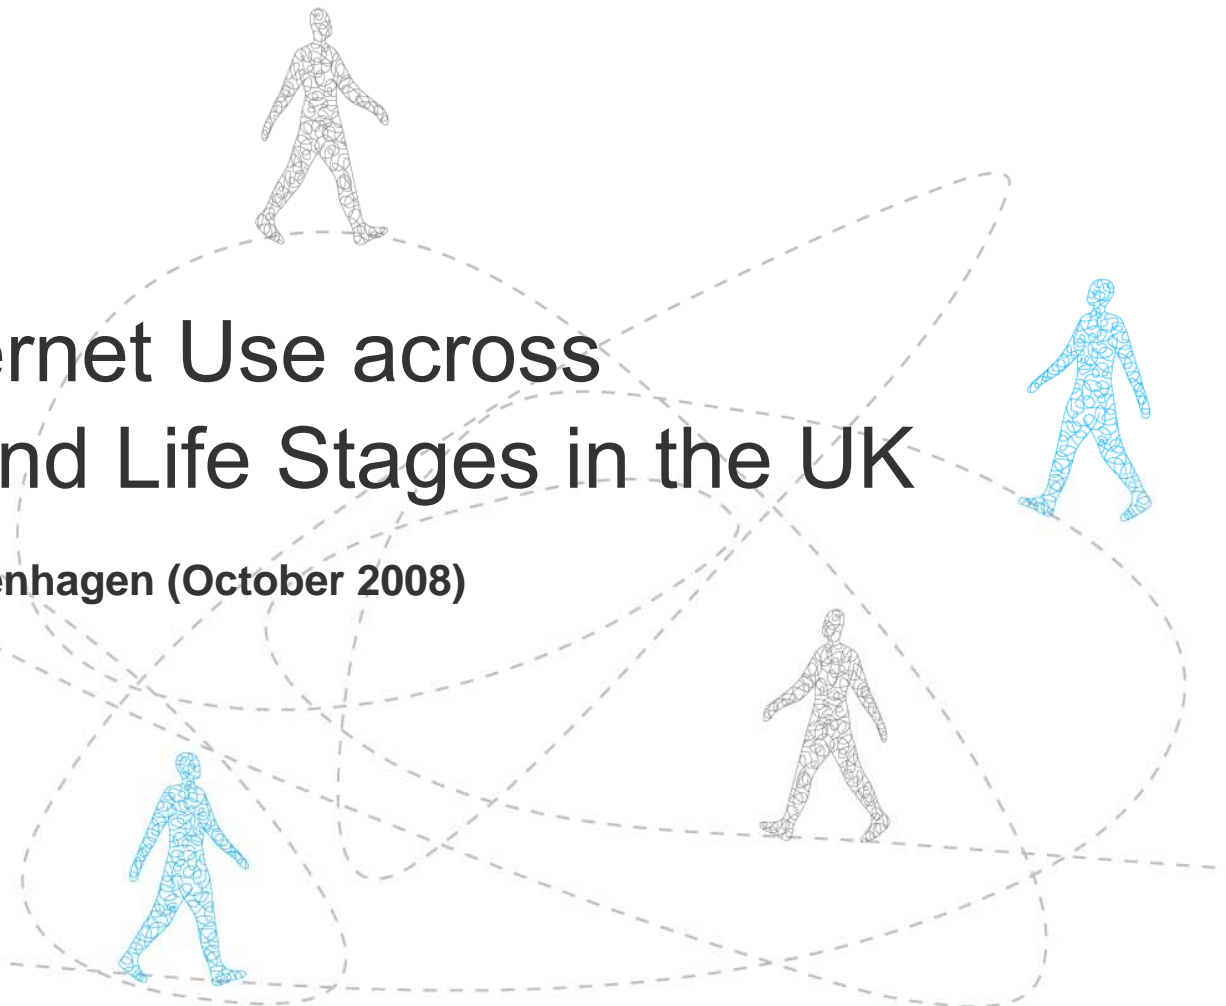 ernet Use across
nd Life Stages in the UK
enhagen (October 2008)